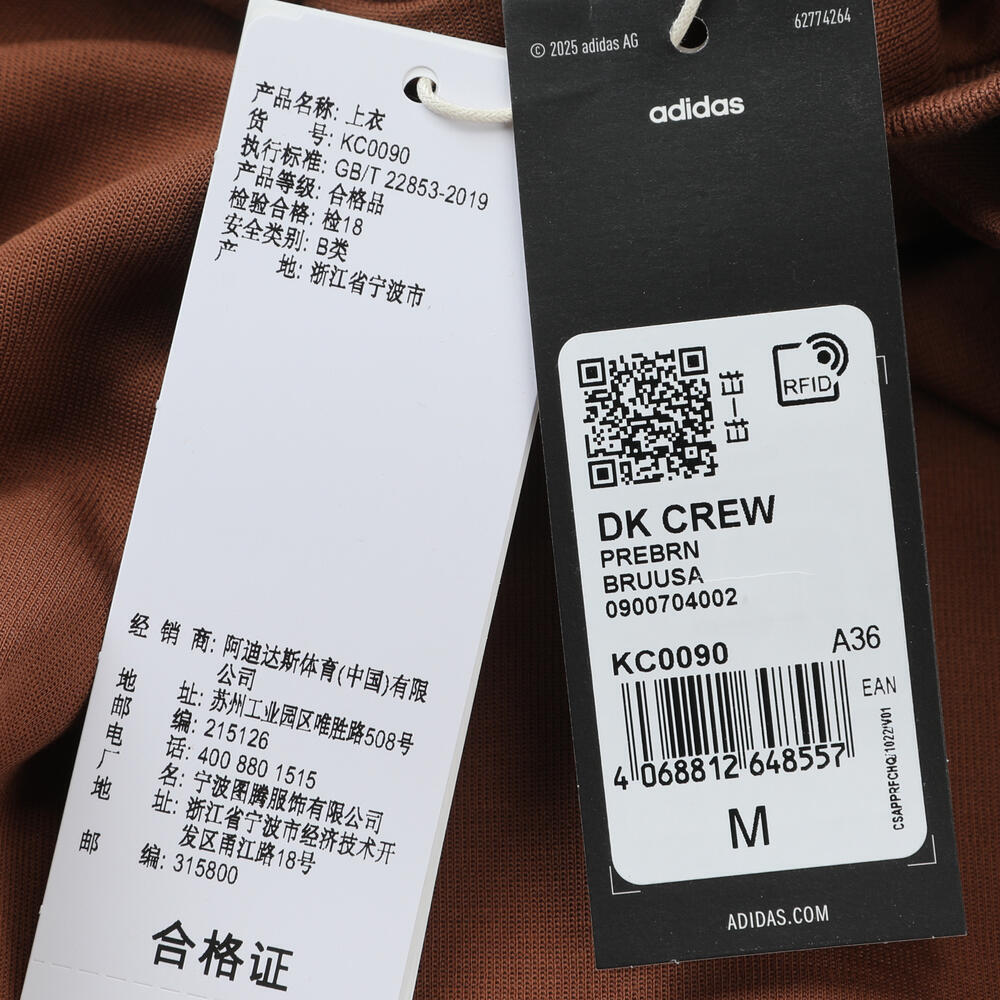 产品名称: 上衣
货 号: KC0090
执行标准: GB/T 22853-2019
产品等级: 合格品
检验合格: 检18
安全类别: B类
产 地: 浙江省宁波市
经 销 商: 阿迪达斯体育(中国)有限
公司
地 址: 苏州工业园区唯胜路508号
邮 编: 215126
电 话: 400 880 1515
厂 名: 宁波图腾服饰有限公司
地 址: 浙江省宁波市经济技术开
发区甬江路18号
邮 编: 315800
合格证
© 2025 adidas AG
62774264
adidas
扫一扫
RFID
DK CREW
PREBRN
BRUUSA
0900704002
KC0090
A36
EAN
4 068812 648557
CSAPPRFCHQ/1022/V01
M
ADIDAS.COM